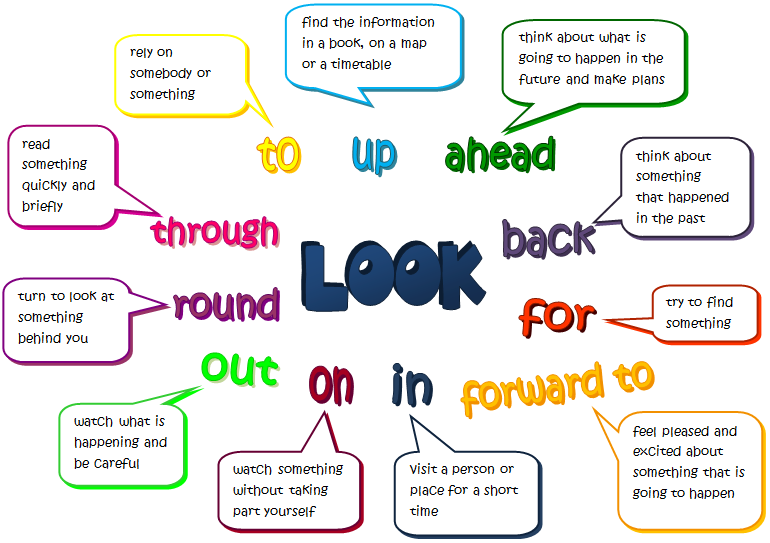 find the information
in a book, on a map
or a timetable
think about what is
going to happen in the
future and make plans
rely on
somebody or
something
to
up
ahead
read
something
quickly and
briefly
think about
something
that happened
in the past
through
back
LOOK
turn to look at
something
behind you
round
for
try to find
something
out
on
in
forward to
watch what is
happening and
be careful
watch something
without taking
part yourself
Visit a person or
place for a short
time
feel pleased and
excited about
something that is
going to happen